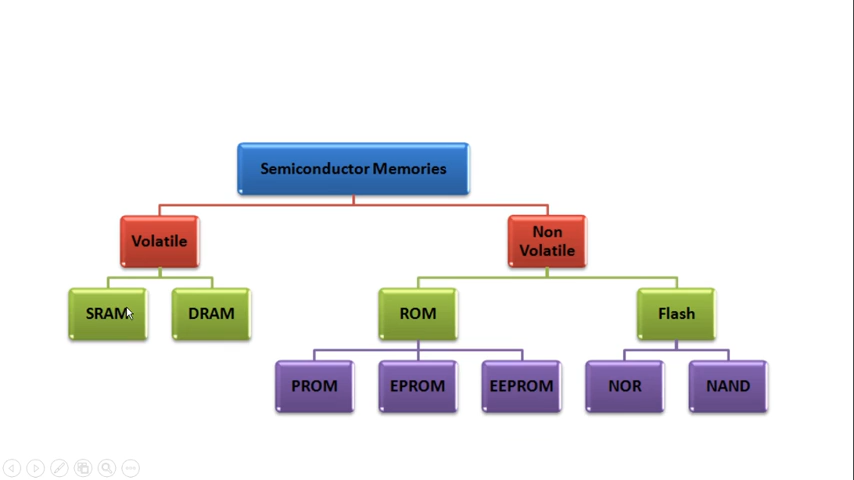 Semiconductor Memories
Volatile
Non
Volatile
SRAM
DRAM
ROM
Flash
PROM
EPROM
EEPROM
NOR
NAND